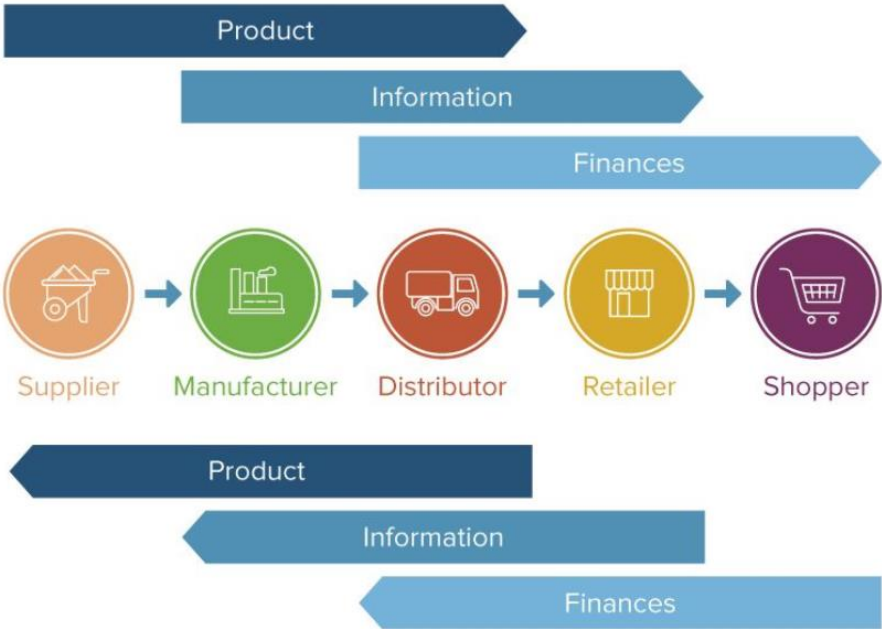 Product
Information
Finances
Supplier Manufacturer Distributor Retailer Shopper
Product
Information
Finances